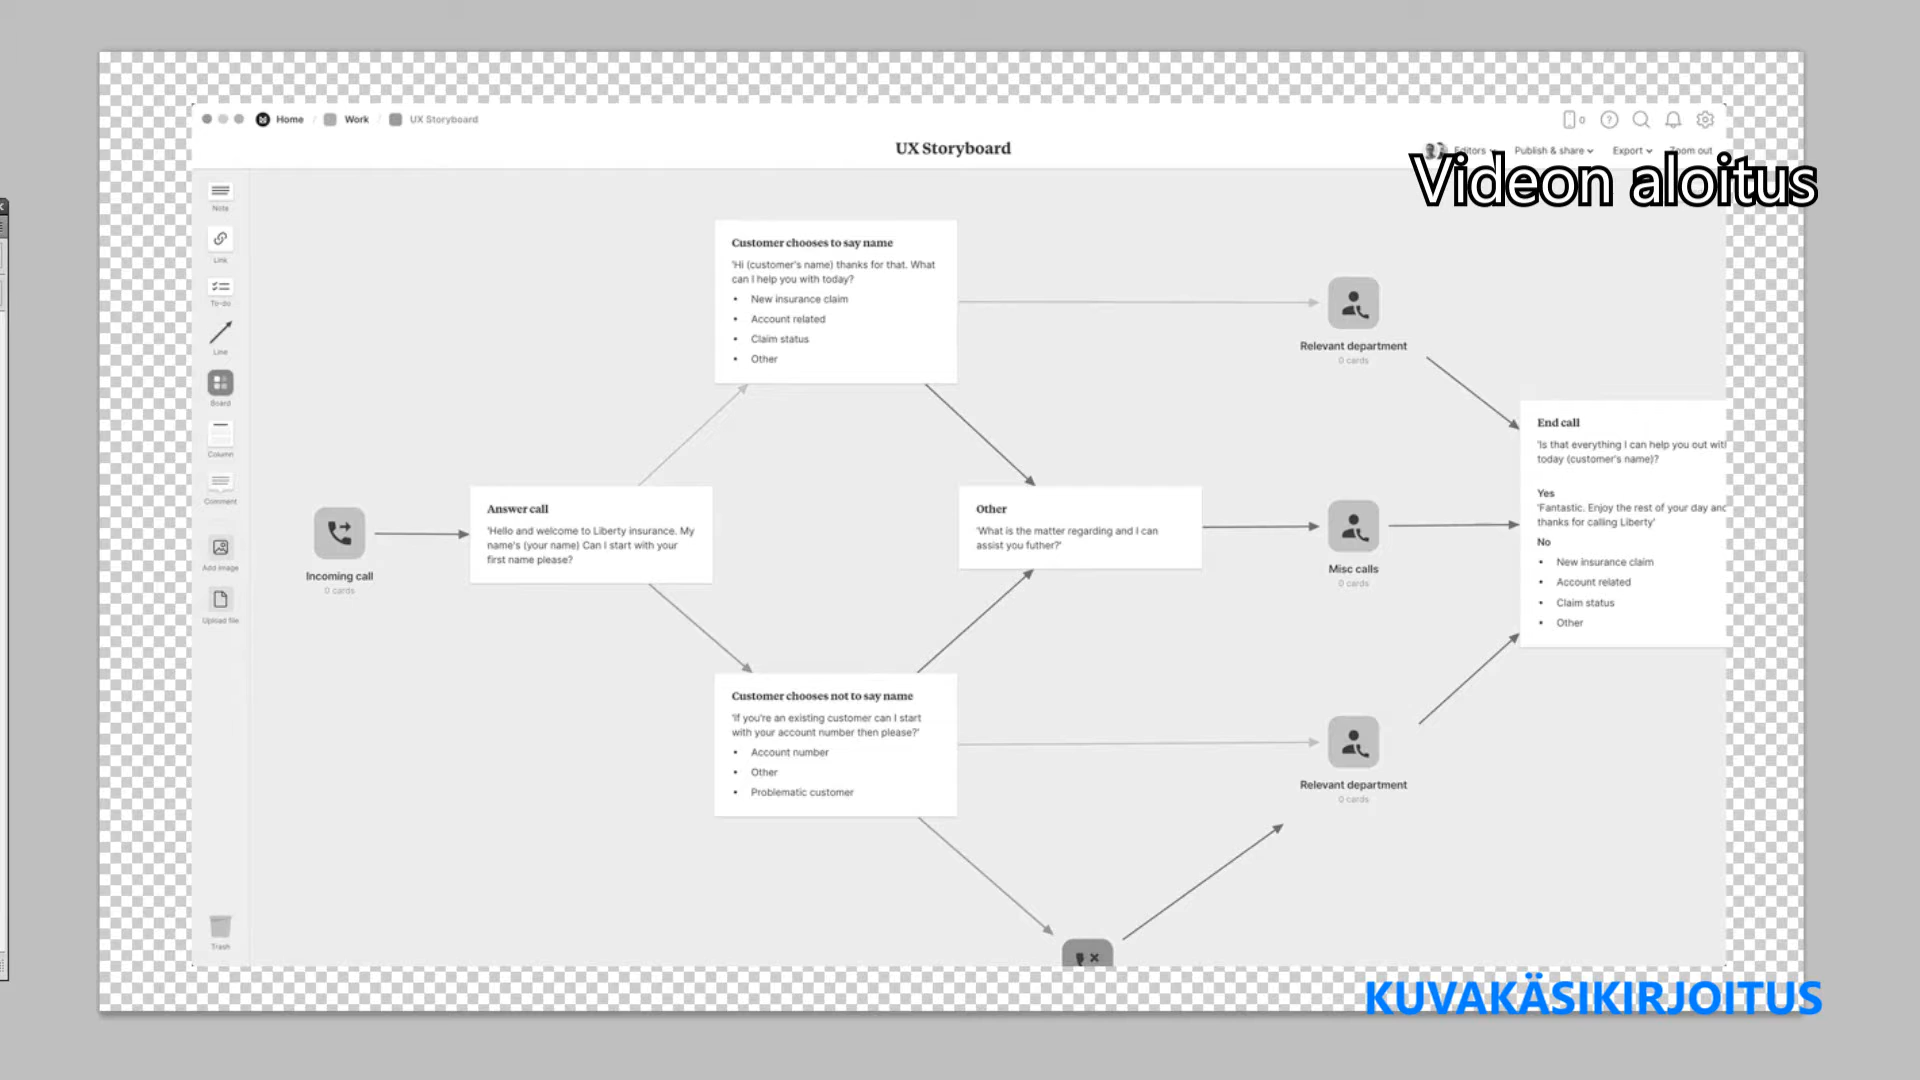 Home
Work
UX Storyboard
0
UX Storyboard
Editors
Publish & share
Export
Zoom out
Videon aloitus
Note
Link
To-do
Line
Board
Column
Comment
Add image
Upload file
Trash
Customer chooses to say name
'Hi (customer's name) thanks for that. What
can I help you with today?
• New insurance claim
• Account related
• Claim status
• Other
Relevant department
0 cards
Incoming call
0 cards
Answer call
'Hello and welcome to Liberty insurance. My
name's (your name) Can I start with your
first name please?
Other
'What is the matter regarding and I can
assist you futher?'
Misc calls
0 cards
End call
'Is that everything I can help you out with
today (customer's name)?
Yes
'Fantastic. Enjoy the rest of your day and
thanks for calling Liberty'
No
• New insurance claim
• Account related
• Claim status
• Other
Customer chooses not to say name
'If you're an existing customer can I start
with your account number then please?'
• Account number
• Other
• Problematic customer
Relevant department
0 cards
KUVAKÄSIKIRJOITUS